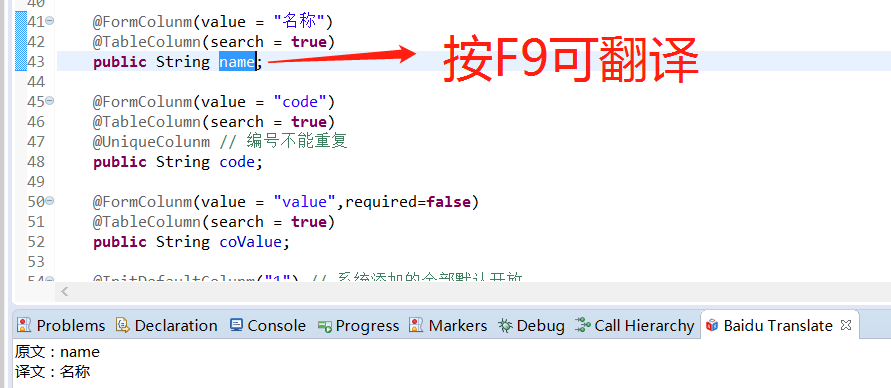 40
41 @FormColunm(value = "名称")
42 @TableColumn(search = true)
43 public String name;
按F9可翻译
44
45 @FormColunm(value = "code")
46 @TableColumn(search = true)
47 @UniqueColunm // 编号不能重复
48 public String code;
49
50 @FormColunm(value = "value",required=false)
51 @TableColumn(search = true)
52 public String coValue;
53
54 @InitDefaultColunm("1") // 系统添加的全部默认开放
Problems Declaration Console Progress Markers Debug Call Hierarchy Baidu Translate
原文：name
译文：名称